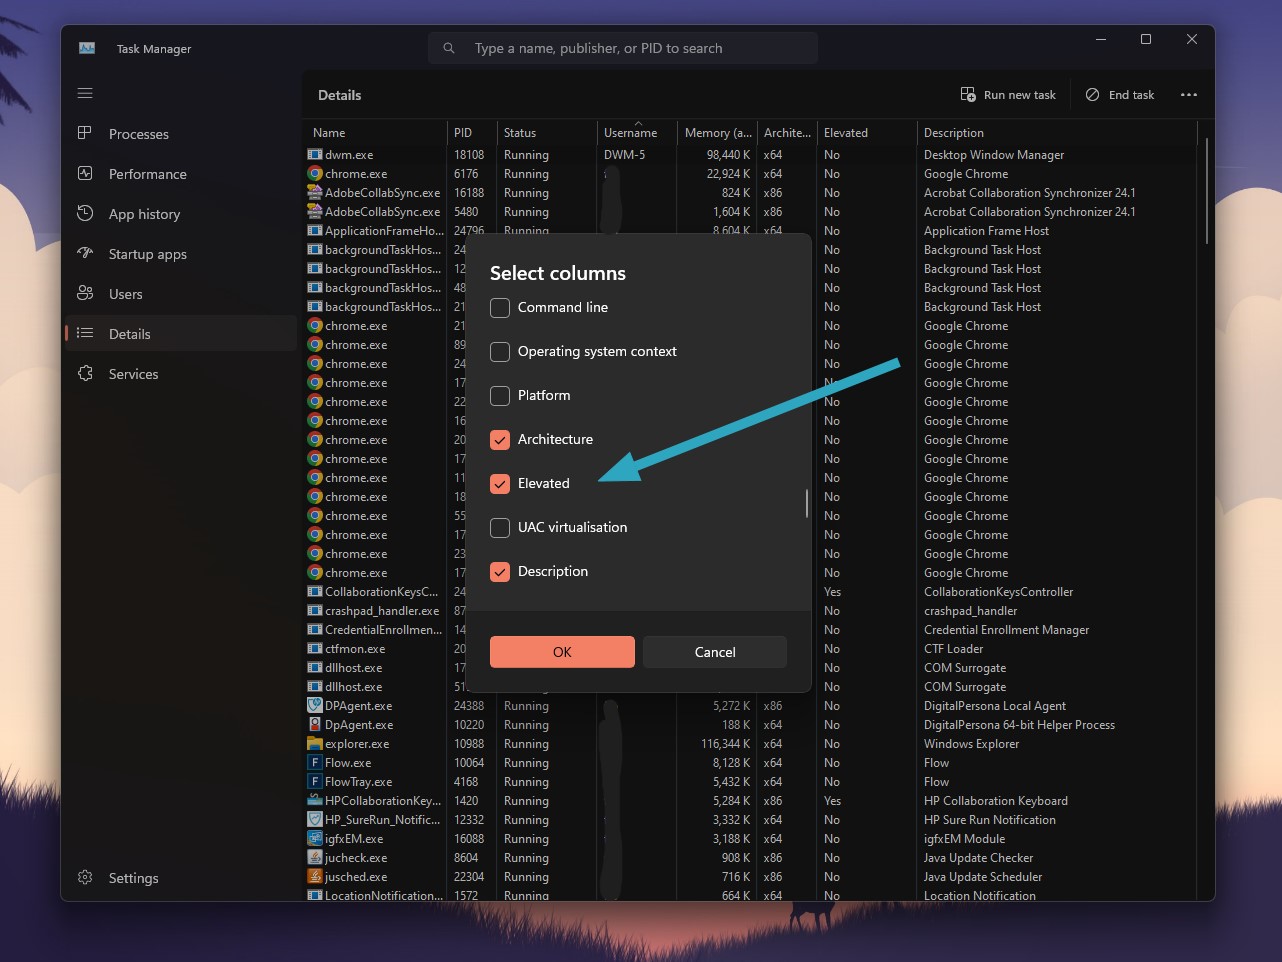 Task Manager
Type a name, publisher, or PID to search
Details
Run new task
End task
Processes
Performance
App history
Startup apps
Users
Details
Services
Settings
Name PID Status Username Memory (a... Archite... Elevated Description
dwm.exe 18108 Running DWM-5 98,440 K x64 No Desktop Window Manager
chrome.exe 6176 Running 22,924 K x64 No Google Chrome
AdobeCollabSync.exe 16188 Running 824 K x86 No Acrobat Collaboration Synchronizer 24.1
AdobeCollabSync.exe 5480 Running 1,604 K x86 No Acrobat Collaboration Synchronizer 24.1
ApplicationFrameHo... 24796 Running 8,604 K x64 No Application Frame Host
backgroundTaskHos... 24 No Background Task Host
backgroundTaskHos... 12 No Background Task Host
backgroundTaskHos... 48 No Background Task Host
backgroundTaskHos... 21 No Background Task Host
chrome.exe 21 No Google Chrome
chrome.exe 89 No Google Chrome
chrome.exe 24 No Google Chrome
chrome.exe 17 No Google Chrome
chrome.exe 22 No Google Chrome
chrome.exe 16 No Google Chrome
chrome.exe 20 No Google Chrome
chrome.exe 17 No Google Chrome
chrome.exe 11 No Google Chrome
chrome.exe 18 No Google Chrome
chrome.exe 55 No Google Chrome
chrome.exe 17 No Google Chrome
chrome.exe 23 No Google Chrome
chrome.exe 17 No Google Chrome
CollaborationKeysC... 24 Yes CollaborationKeysController
crashpad_handler.exe 87 No crashpad_handler
CredentialEnrollmen... 14 No Credential Enrollment Manager
ctfmon.exe 20 No CTF Loader
dllhost.exe 17 No COM Surrogate
dllhost.exe 51 No COM Surrogate
DPAgent.exe 24388 Running 5,272 K x86 No DigitalPersona Local Agent
DpAgent.exe 10220 Running 188 K x64 No DigitalPersona 64-bit Helper Process
explorer.exe 10988 Running 116,344 K x64 No Windows Explorer
Flow.exe 10064 Running 8,128 K x64 No Flow
FlowTray.exe 4168 Running 5,432 K x64 No Flow
HPCollaborationKey... 1420 Running 5,284 K x86 Yes HP Collaboration Keyboard
HP_SureRun_Notific... 12332 Running 3,332 K x64 No HP Sure Run Notification
igfxEM.exe 16088 Running 3,188 K x64 No igfxEM Module
jucheck.exe 8604 Running 908 K x86 No Java Update Checker
jusched.exe 22304 Running 716 K x86 No Java Update Scheduler
LocationNotification... 1572 Running 664 K x64 No Location Notification
Select columns
Command line
Operating system context
Platform
Architecture
Elevated
UAC virtualisation
Description
OK
Cancel